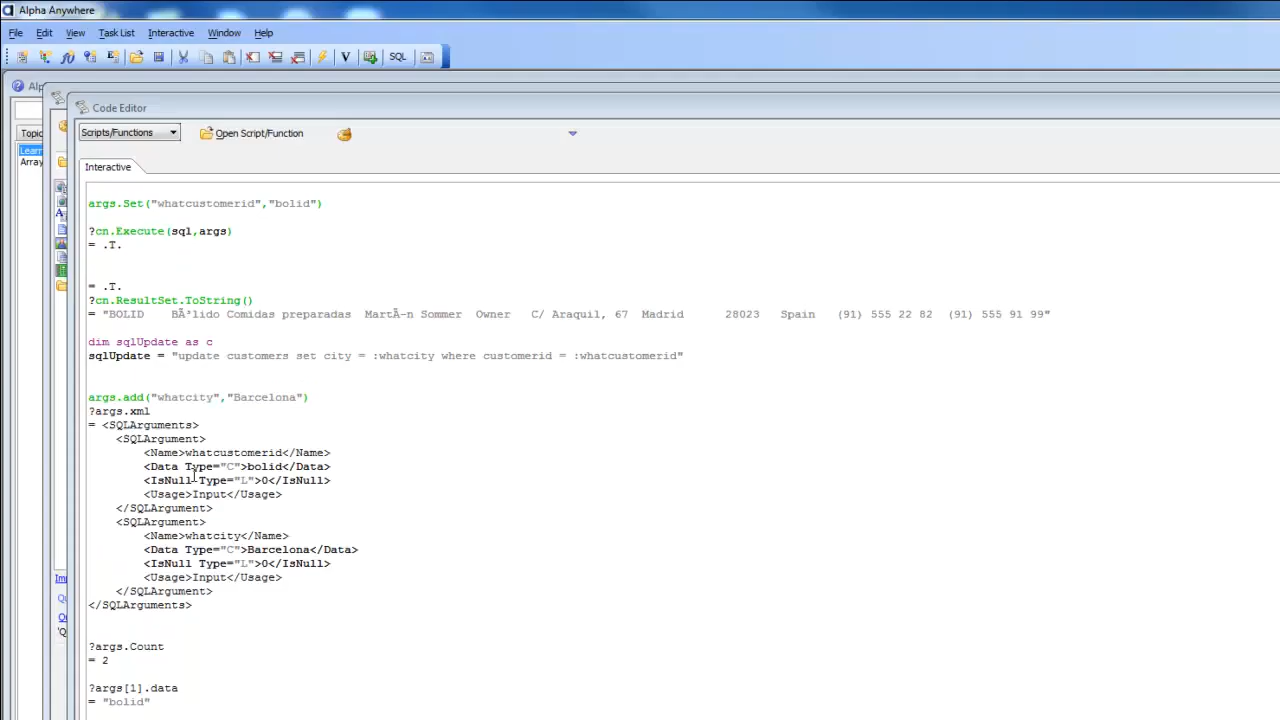 Alpha Anywhere
File Edit View Task List Interactive Window Help
SQL
Alp
Code Editor
Scripts/Functions Open Script/Function
Topic
Learn
Array
Interactive
args.Set("whatcustomerid","bolid")
?cn.Execute(sql,args)
= .T.
= .T.
?cn.ResultSet.ToString()
= "BOLID BÃ³lido Comidas preparadas MartÃ-n Sommer Owner C/ Araquil, 67 Madrid 28023 Spain (91) 555 22 82 (91) 555 91 99"
dim sqlUpdate as c
sqlUpdate = "update customers set city = :whatcity where customerid = :whatcustomerid"
args.add("whatcity","Barcelona")
?args.xml
= <SQLArguments>
<SQLArgument>
<Name>whatcustomerid</Name>
<Data Type="C">bolid</Data>
<IsNull Type="L">0</IsNull>
<Usage>Input</Usage>
</SQLArgument>
<SQLArgument>
<Name>whatcity</Name>
<Data Type="C">Barcelona</Data>
<IsNull Type="L">0</IsNull>
<Usage>Input</Usage>
</SQLArgument>
</SQLArguments>
?args.Count
= 2
?args[1].data
= "bolid"